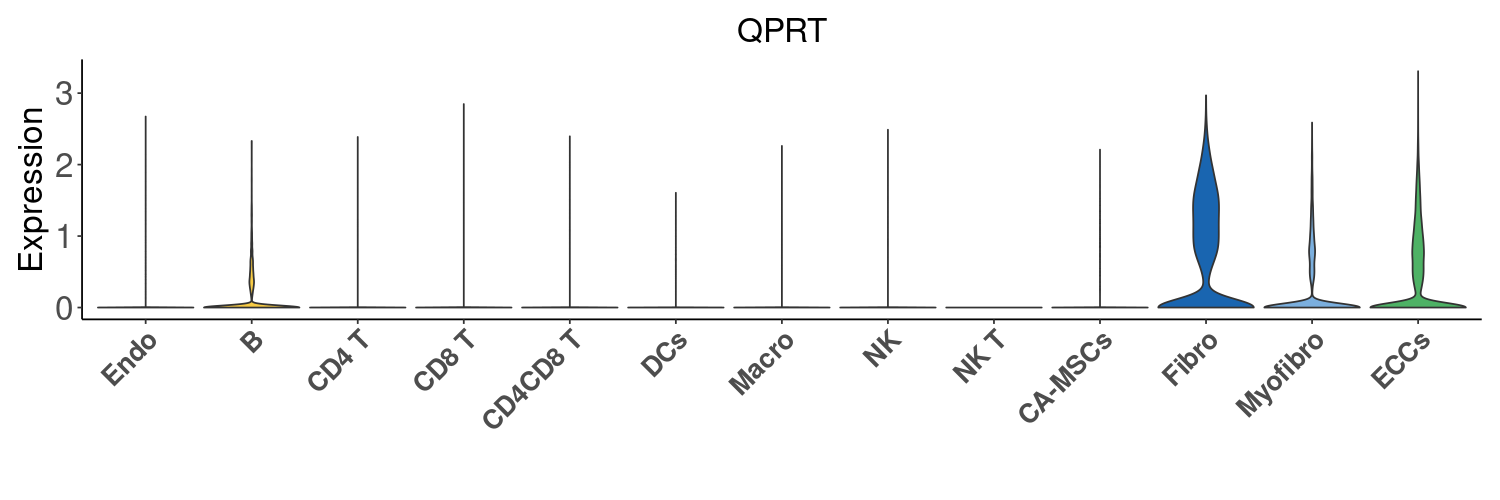 QPRT
Expression
3
2
1
0
Endo
B
CD4 T
CD8 T
CD4CD8 T
DCs
Macro
NK
NK T
CA-MSCs
Fibro
Myofibro
ECCs